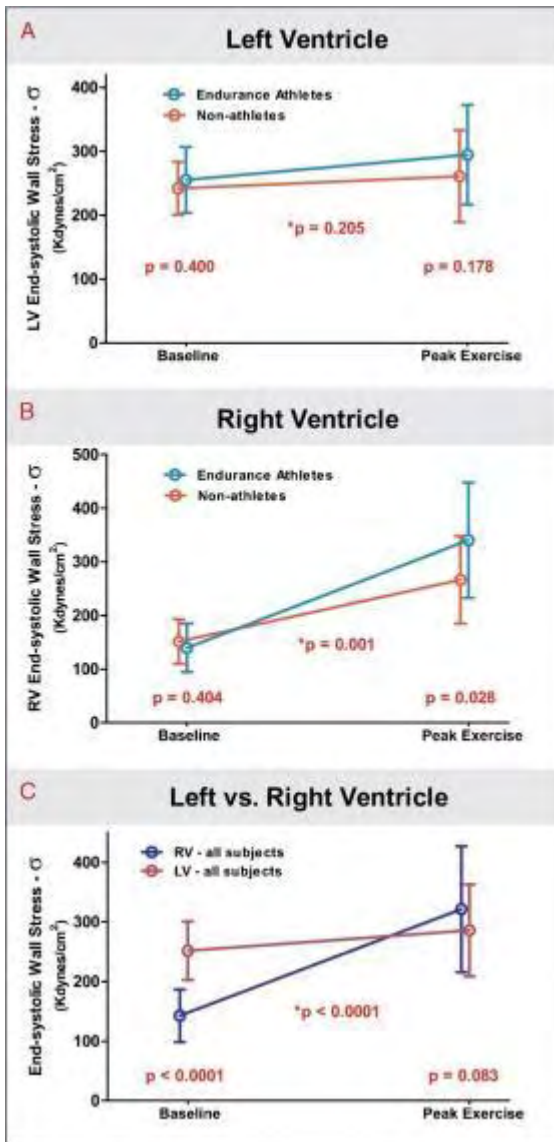 A
Left Ventricle
LV End-systolic Wall Stress - σ
(Kdynes/cm²)
400
300
200
100
0
Endurance Athletes
Non-athletes
*p = 0.205
p = 0.400
p = 0.178
Baseline
Peak Exercise
B
Right Ventricle
RV End-systolic Wall Stress - σ
(Kdynes/cm²)
500
400
300
200
100
0
Endurance Athletes
Non-athletes
*p = 0.001
p = 0.404
p = 0.028
Baseline
Peak Exercise
C
Left vs. Right Ventricle
End-systolic Wall Stress - σ
(Kdynes/cm²)
400
300
200
100
0
RV - all subjects
LV - all subjects
*p < 0.0001
p < 0.0001
p = 0.083
Baseline
Peak Exercise